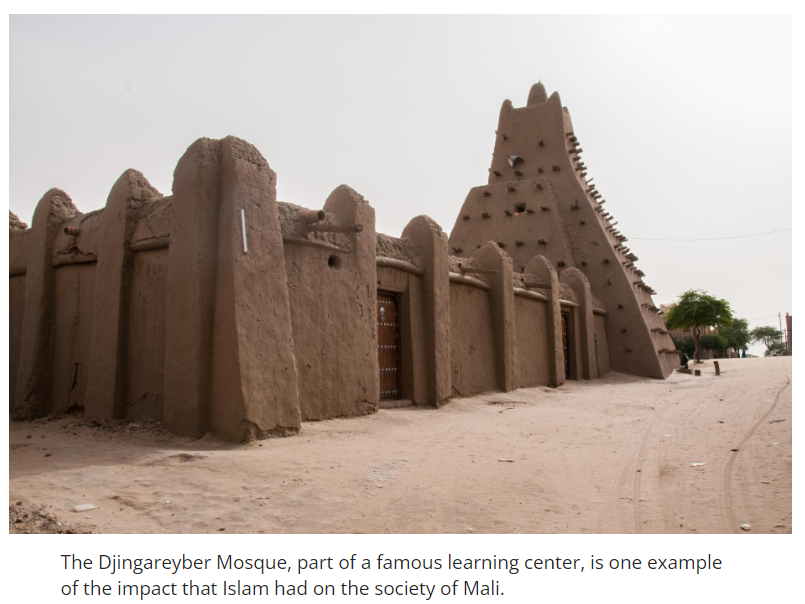 The Djingareyber Mosque, part of a famous learning center, is one example
of the impact that Islam had on the society of Mali.